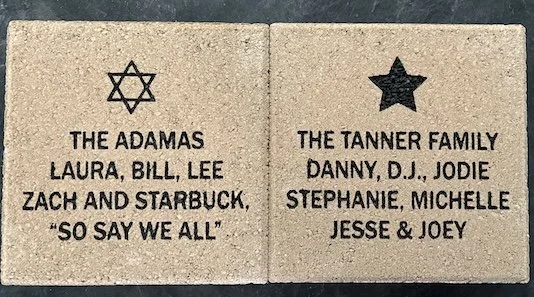 THE ADAMAS
LAURA, BILL, LEE
ZACH AND STARBUCK,
"SO SAY WE ALL"
THE TANNER FAMILY
DANNY, D.J., JODIE
STEPHANIE, MICHELLE
JESSE & JOEY